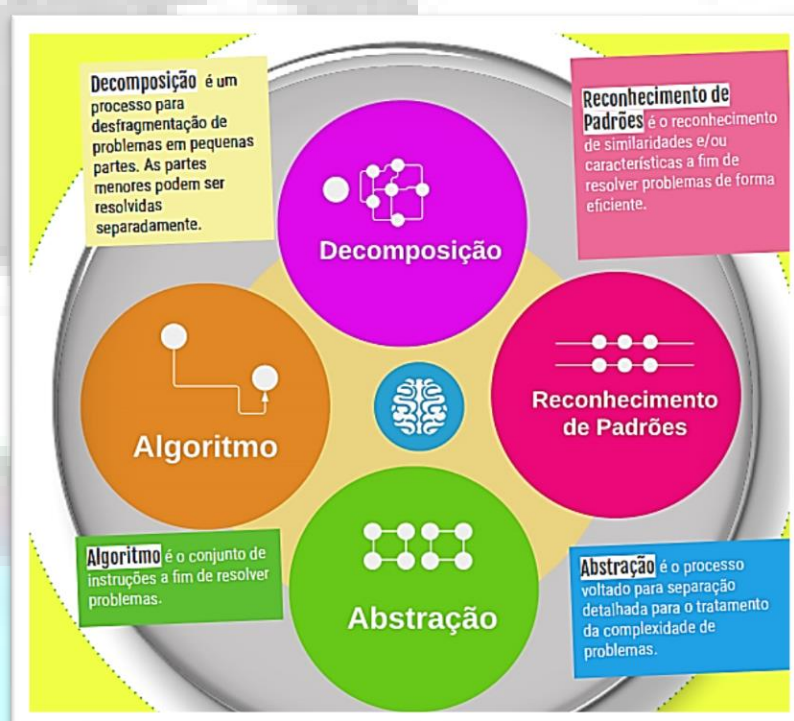 Decomposição é um
processo para
desfragmentação de
problemas em pequenas
partes. As partes
menores podem ser
resolvidas
separadamente.
Reconhecimento de
Padrões é o reconhecimento
de similaridades e/ou
características a fim de
resolver problemas de forma
eficiente.
Decomposição
Algoritmo
Reconhecimento
de Padrões
Abstração
Algoritmo é o conjunto de
instruções a fim de resolver
problemas.
Abstração é o processo
voltado para separação
detalhada para o tratamento
da complexidade de
problemas.